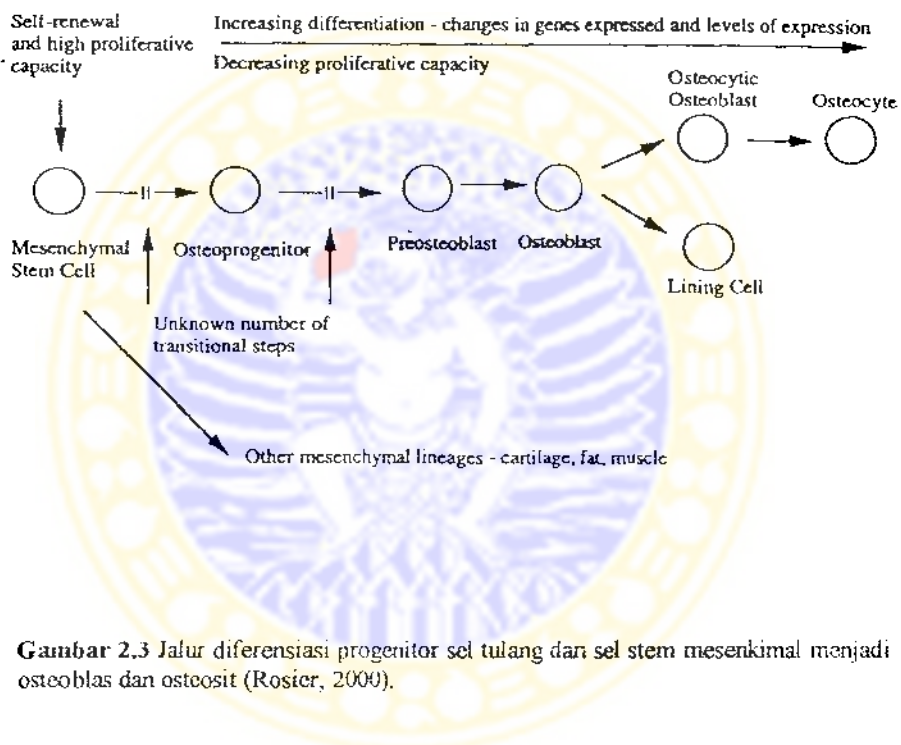 Self-renewal
and high proliferative
capacity
Increasing differentiation - changes in genes expressed and levels of expression
Decreasing proliferative capacity
Osteocytic
Osteoblast
Osteocyte
Mesenchymal
Stem Cell
Osteoprogenitor
Preosteoblast
Osteoblast
Lining Cell
Unknown number of
transitional steps
Other mesenchymal lineages - cartilage, fat, muscle
Gambar 2.3 Jalur diferensiasi progenitor sel tulang dari sel stem mesenkimal menjadi
osteoblas dan osteosit (Rosier, 2000).